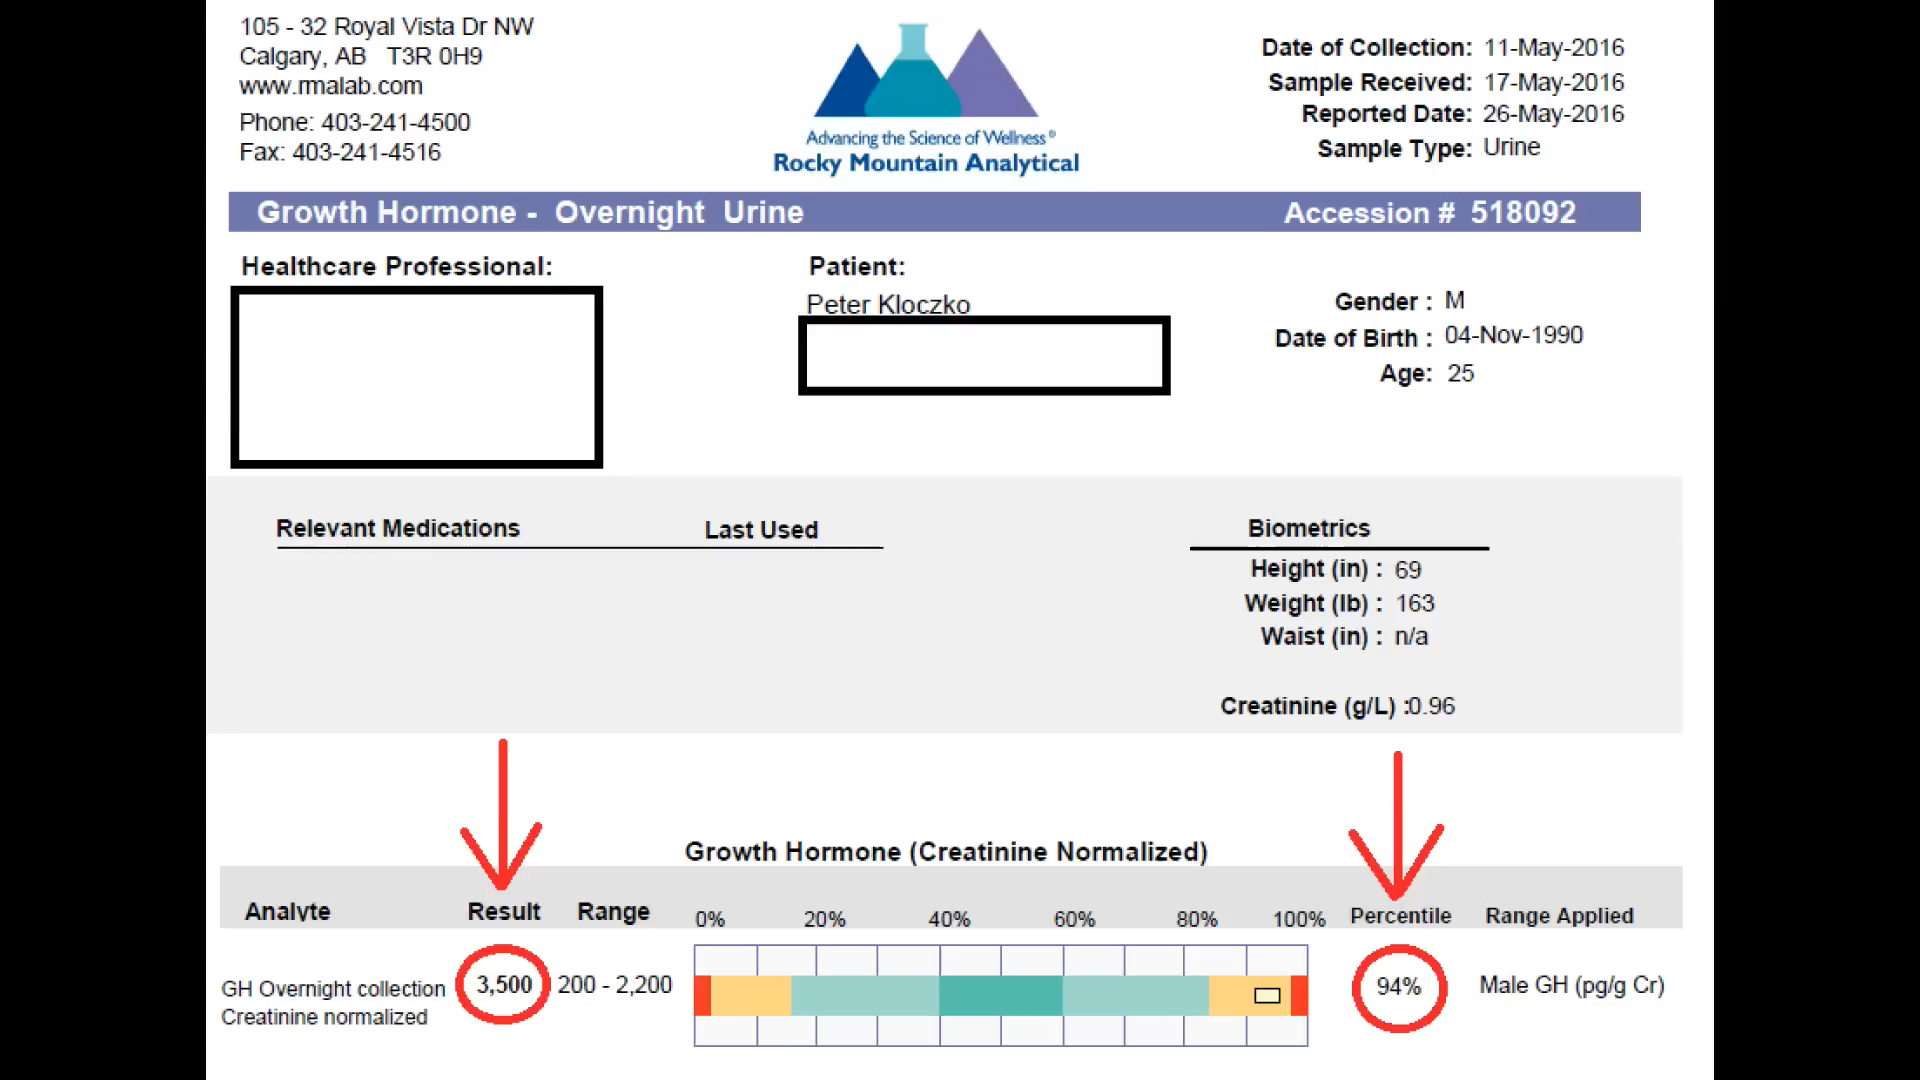 105 - 32 Royal Vista Dr NW
Calgary, AB T3R 0H9
www.rmalab.com
Phone: 403-241-4500
Fax: 403-241-4516
Advancing the Science of Wellness®
Rocky Mountain Analytical
Date of Collection: 11-May-2016
Sample Received: 17-May-2016
Reported Date: 26-May-2016
Sample Type: Urine
Growth Hormone - Overnight Urine Accession # 518092
Healthcare Professional:
Patient:
Peter Kloczko
Gender : M
Date of Birth : 04-Nov-1990
Age: 25
Relevant Medications Last Used
Biometrics
Height (in) : 69
Weight (lb) : 163
Waist (in) : n/a
Creatinine (g/L) :0.96
Growth Hormone (Creatinine Normalized)
Analyte Result Range 0% 20% 40% 60% 80% 100% Percentile Range Applied
GH Overnight collection 3,500 200 - 2,200 94% Male GH (pg/g Cr)
Creatinine normalized